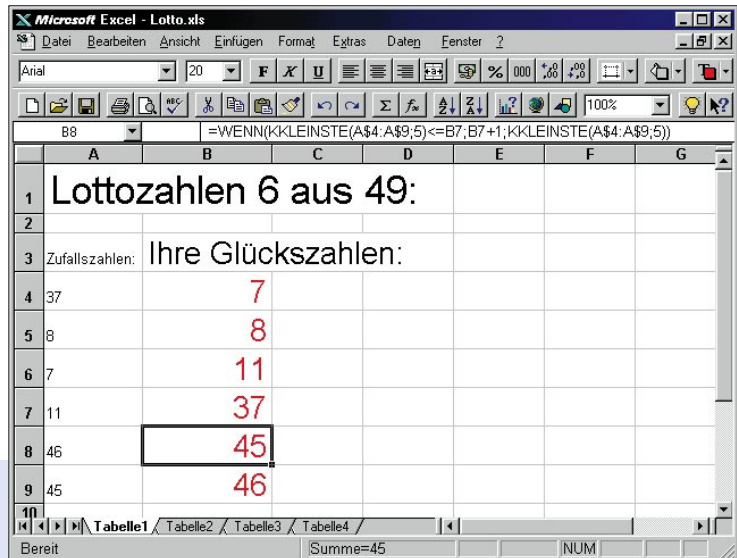 Microsoft Excel - Lotto.xls
Datei Bearbeiten Ansicht Einfügen Format Extras Daten Fenster ?
Arial 20 F K U % 000
ABC Σ fx A Z Z A 100%
B8 =WENN(KKLEINSTE(A$4:A$9;5)<=B7;B7+1;KKLEINSTE(A$4:A$9;5))
A B C D E F G
1 Lottozahlen 6 aus 49:
2
3 Zufallszahlen: Ihre Glückszahlen:
4 37 7
5 8 8
6 7 11
7 11 37
8 46 45
9 45 46
10
Tabelle1 Tabelle2 Tabelle3 Tabelle4
Bereit Summe=45 NUM